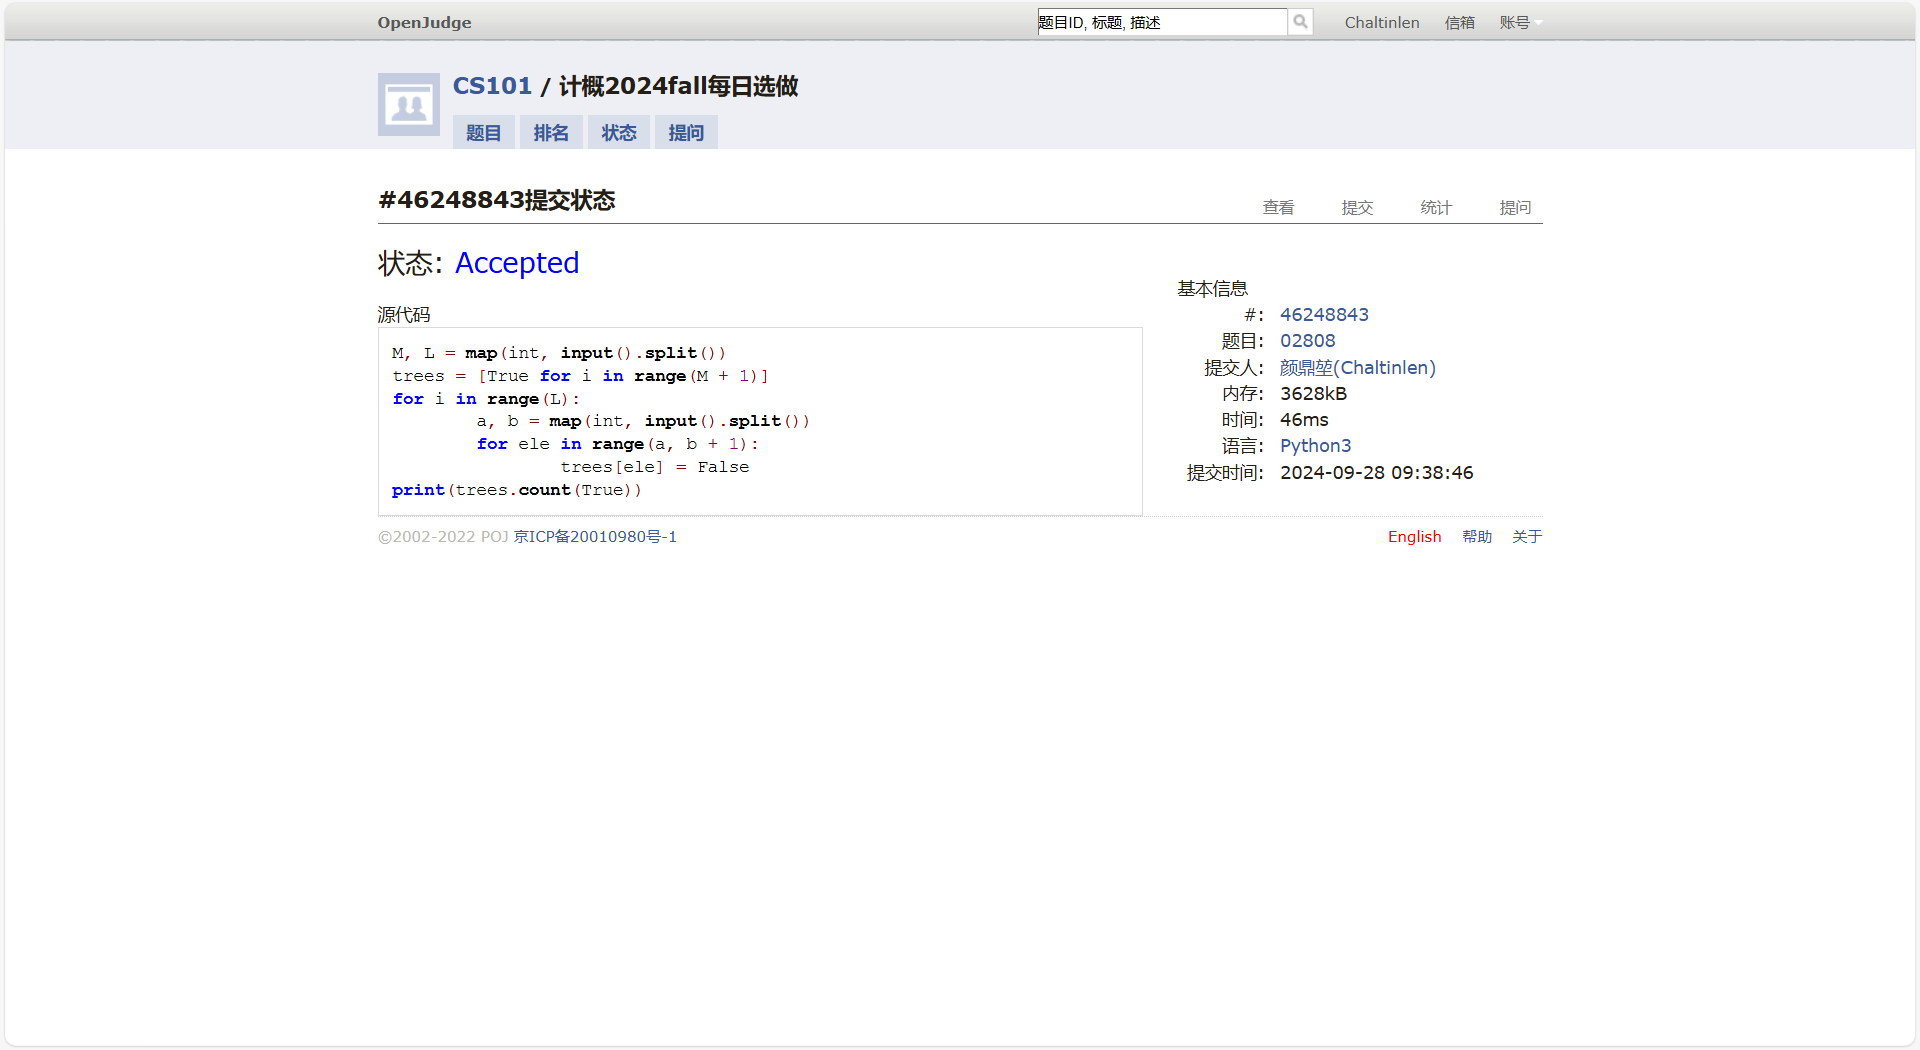 OpenJudge
题目ID, 标题, 描述
Chaltinlen 信箱 账号
CS101 / 计概2024fall每日选做
题目 排名 状态 提问
#46248843提交状态
查看 提交 统计 提问
状态: Accepted
源代码
M, L = map(int, input().split())
trees = [True for i in range(M + 1)]
for i in range(L):
        a, b = map(int, input().split())
        for ele in range(a, b + 1):
                trees[ele] = False
print(trees.count(True))
基本信息
#: 46248843
题目: 02808
提交人: 颜鼎堃(Chaltinlen)
内存: 3628kB
时间: 46ms
语言: Python3
提交时间: 2024-09-28 09:38:46
©2002-2022 POJ 京ICP备20010980号-1
English 帮助 关于